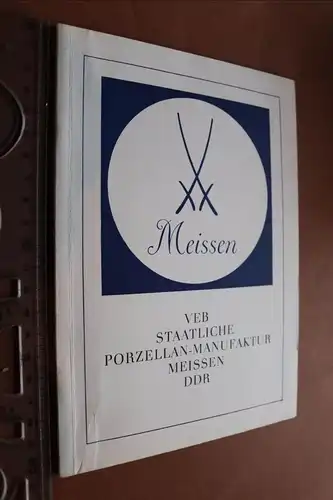 Meissen
VEB
STAATLICHE
PORZELLAN-MANUFAKTUR
MEISSEN
DDR